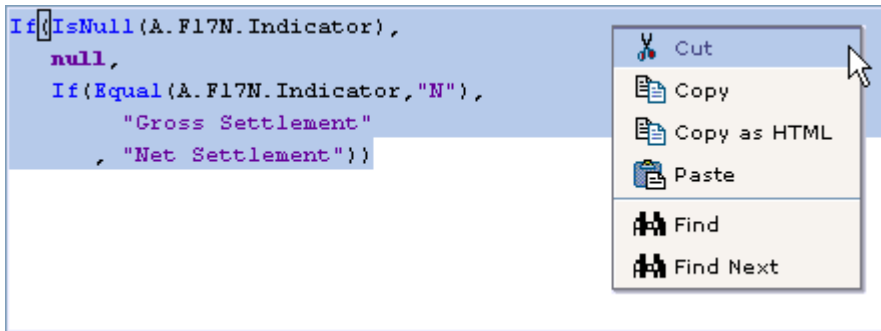 If(IsNull(A.F17N.Indicator),
null,
If(Equal(A.F17N.Indicator,"N"),
"Gross Settlement"
, "Net Settlement"))
Cut
Copy
Copy as HTML
Paste
Find
Find Next